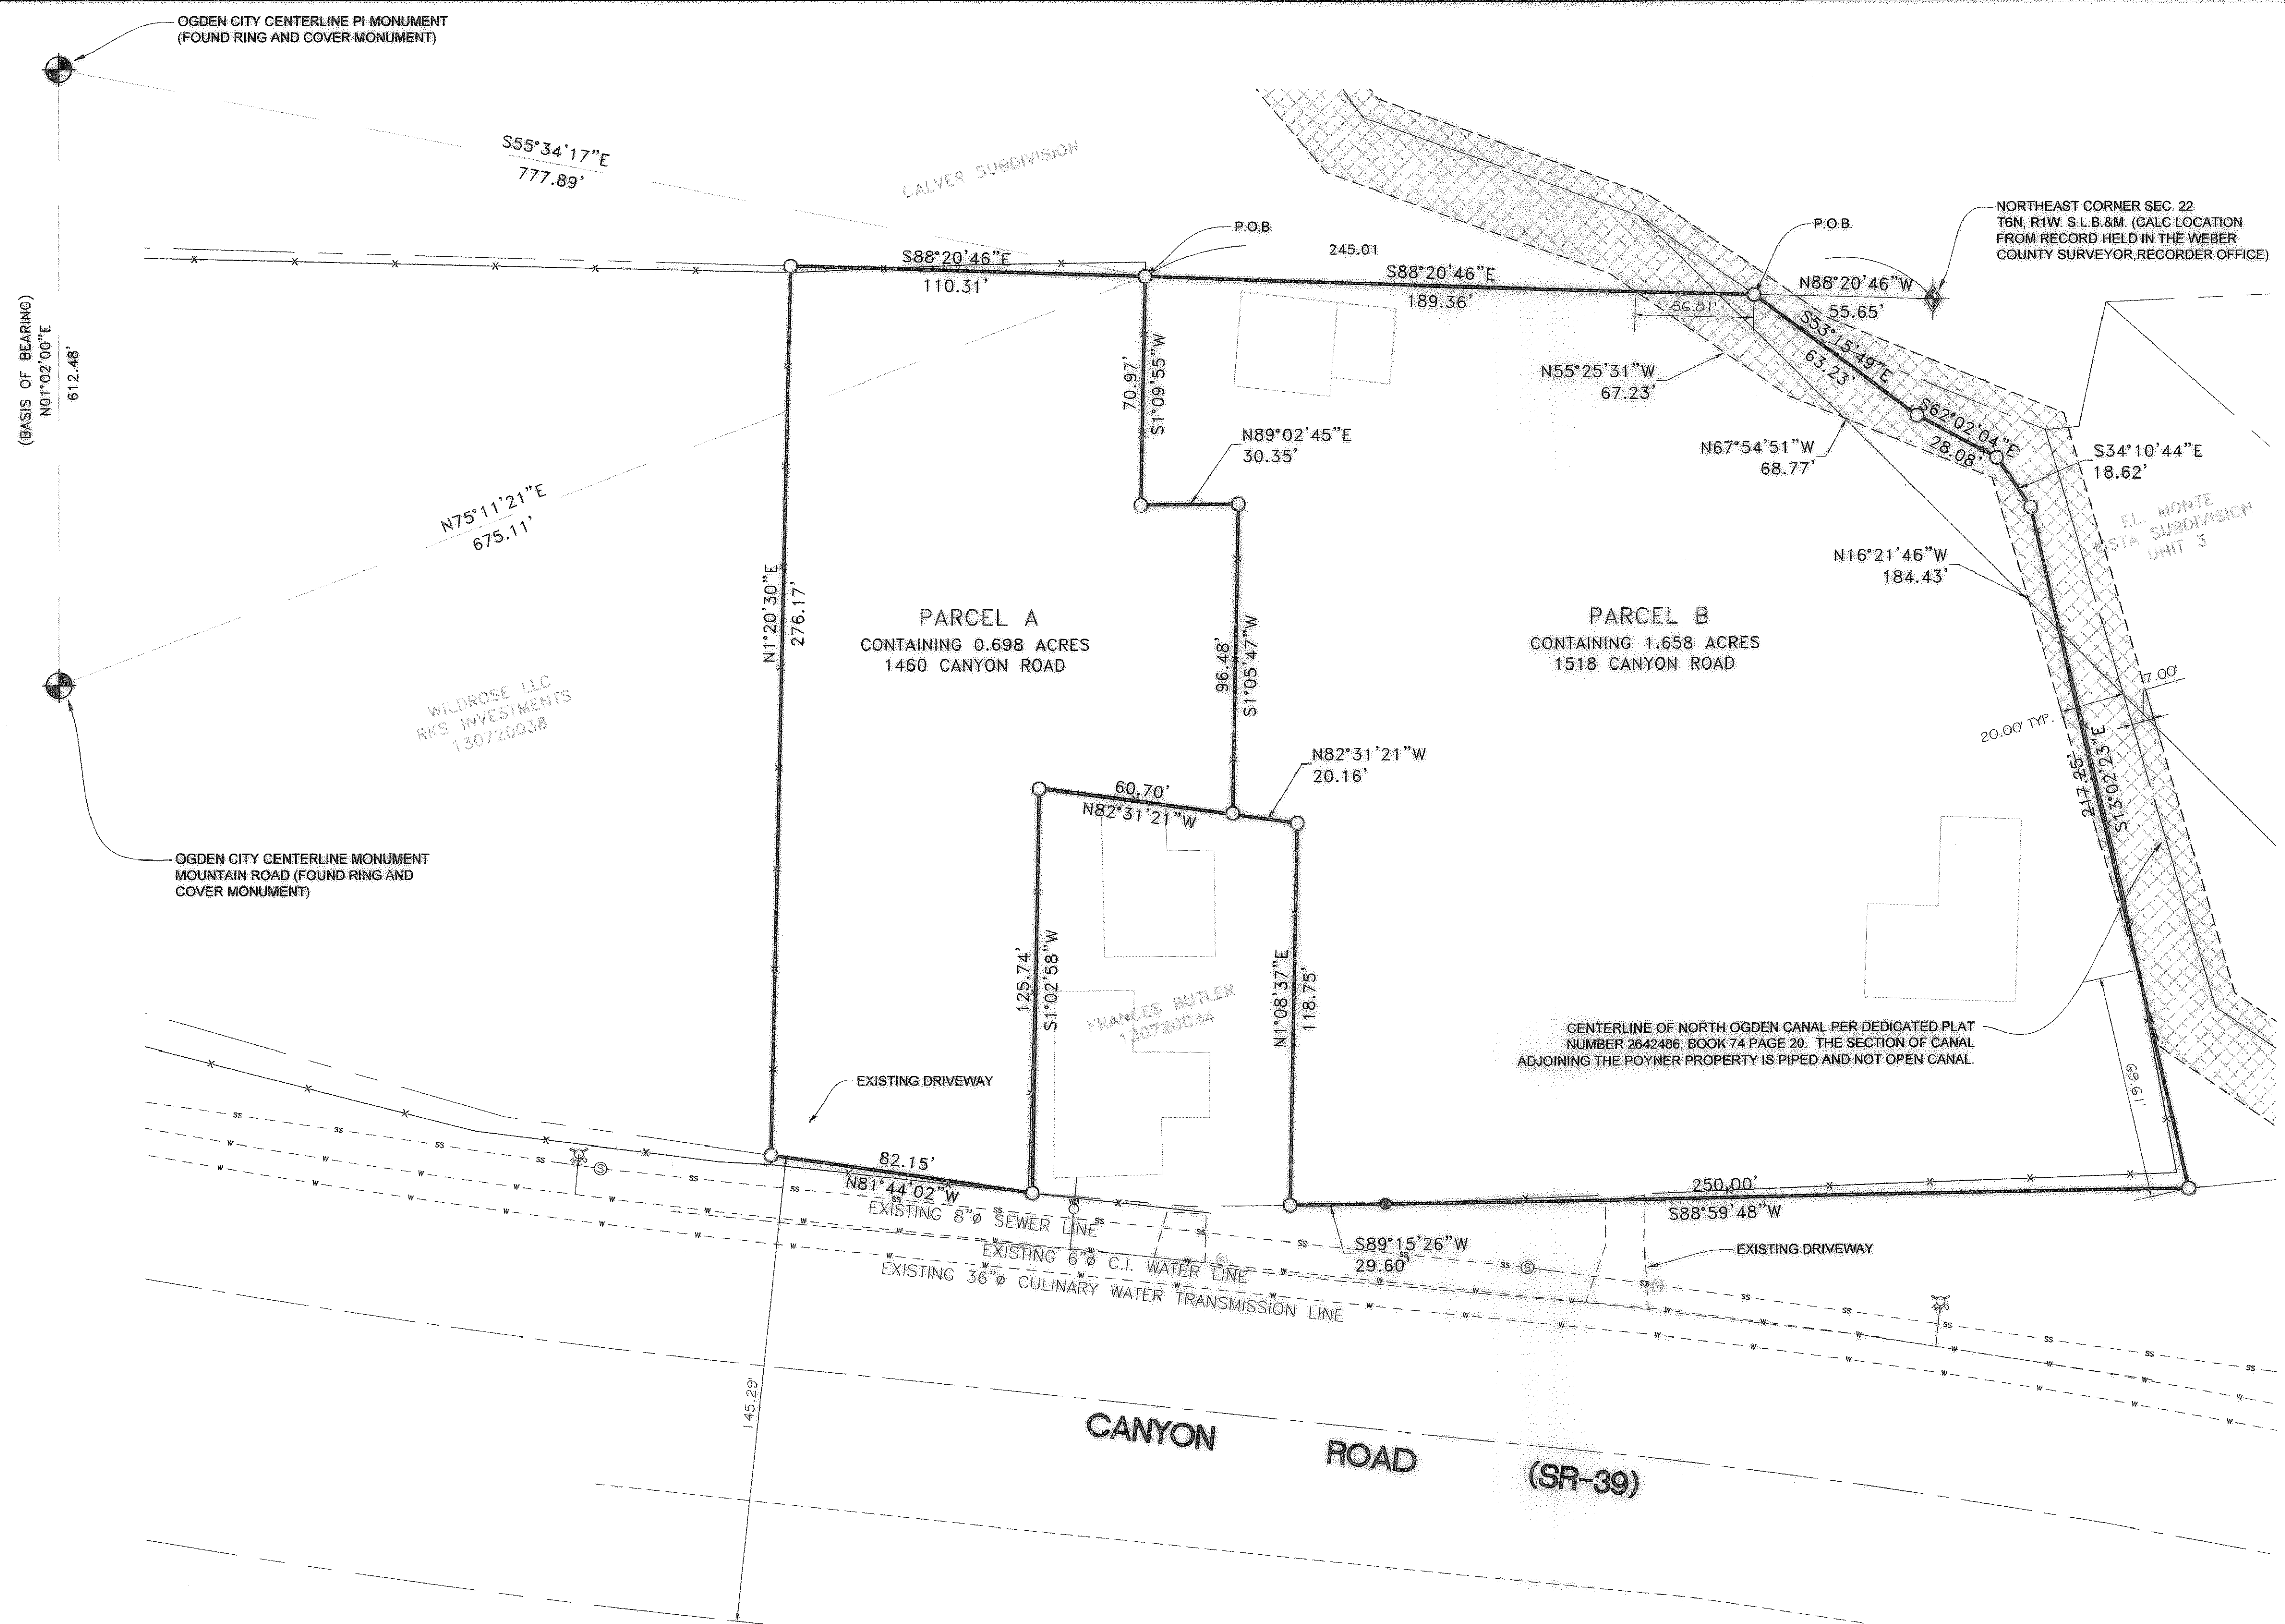 OGDEN CITY CENTERLINE PI MONUMENT
(FOUND RING AND COVER MONUMENT)
S55°34'17"E
777.89'
CALVER SUBDIVISION
NORTHEAST CORNER SEC. 22
T6N, R1W. S.L.B.&M. (CALC LOCATION
FROM RECORD HELD IN THE WEBER
COUNTY SURVEYOR,RECORDER OFFICE)
P.O.B.
P.O.B.
S88°20'46"E
110.31'
245.01
S88°20'46"E
189.36'
36.81'
N88°20'46"W
55.65'
(BASIS OF BEARING)
N01°02'00"E
612.48'
70.97'
S1°09'55"W
S53°15'49"E
63.23'
N55°25'31"W
67.23'
S62°02'04"E
28.08'
N89°02'45"E
30.35'
N67°54'51"W
68.77'
S34°10'44"E
18.62'
N75°11'21"E
675.11'
EL. MONTE
VISTA SUBDIVISION
UNIT 3
N16°21'46"W
184.43'
N1°20'30"E
276.17'
PARCEL A
CONTAINING 0.698 ACRES
1460 CANYON ROAD
96.48'
S1°05'47"W
PARCEL B
CONTAINING 1.658 ACRES
1518 CANYON ROAD
WILDROSE LLC
RKS INVESTMENTS
130720038
7.00'
20.00' TYP.
217.25'
S13°02'23"E
N82°31'21"W
20.16'
60.70'
N82°31'21"W
OGDEN CITY CENTERLINE MONUMENT
MOUNTAIN ROAD (FOUND RING AND
COVER MONUMENT)
125.74'
S1°02'58"W
FRANCES BUTLER
130720044
N1°08'37"E
118.75'
CENTERLINE OF NORTH OGDEN CANAL PER DEDICATED PLAT
NUMBER 2642486, BOOK 74 PAGE 20. THE SECTION OF CANAL
ADJOINING THE POYNER PROPERTY IS PIPED AND NOT OPEN CANAL.
69.61'
EXISTING DRIVEWAY
82.15'
N81°44'02"W
250.00'
S88°59'48"W
S89°15'26"W
29.60'
EXISTING DRIVEWAY
EXISTING 8"ø SEWER LINE
EXISTING 6"ø C.I. WATER LINE
EXISTING 36"ø CULINARY WATER TRANSMISSION LINE
145.29'
CANYON ROAD (SR-39)